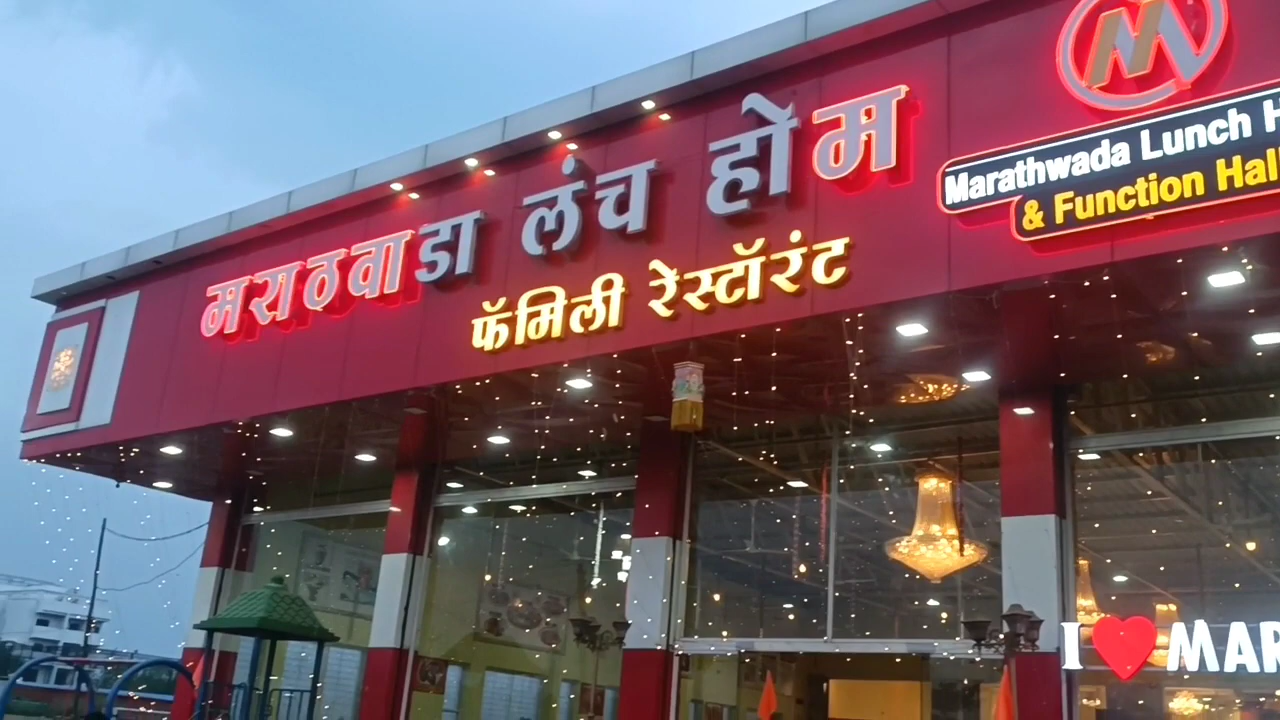 मराठवाडा लंच होम
फॅमिली रेस्टॉरंट
M
Marathwada Lunch H
& Function Hall
I ❤ MAR